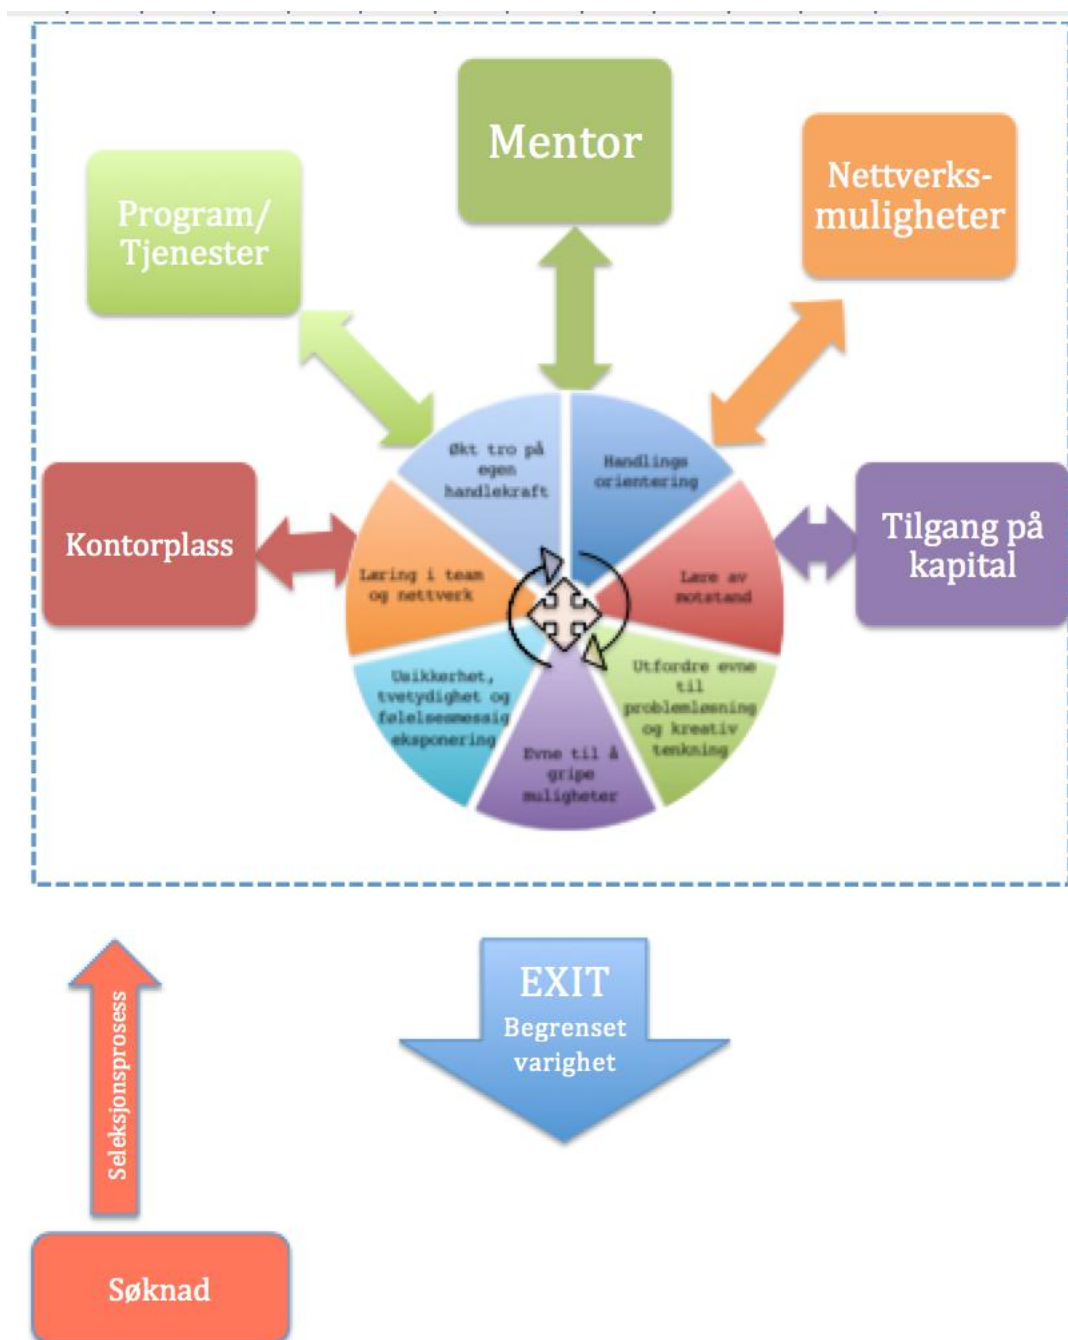 Mentor
Nettverks-
muligheter
Program/
Tjenester
Kontorplass
Tilgang på
kapital
Økt tro på
egen
handlekraft
Handlings
orientering
Læring i team
og nettverk
Lære av
motstand
Usikkerhet,
tvetydighet og
følelsesmessig
eksponering
Evne til å
gripe
muligheter
Utfordre evne
til
problemløsning
og kreativ
tenkning
EXIT
Begrenset
varighet
Seleksjonsprosess
Søknad